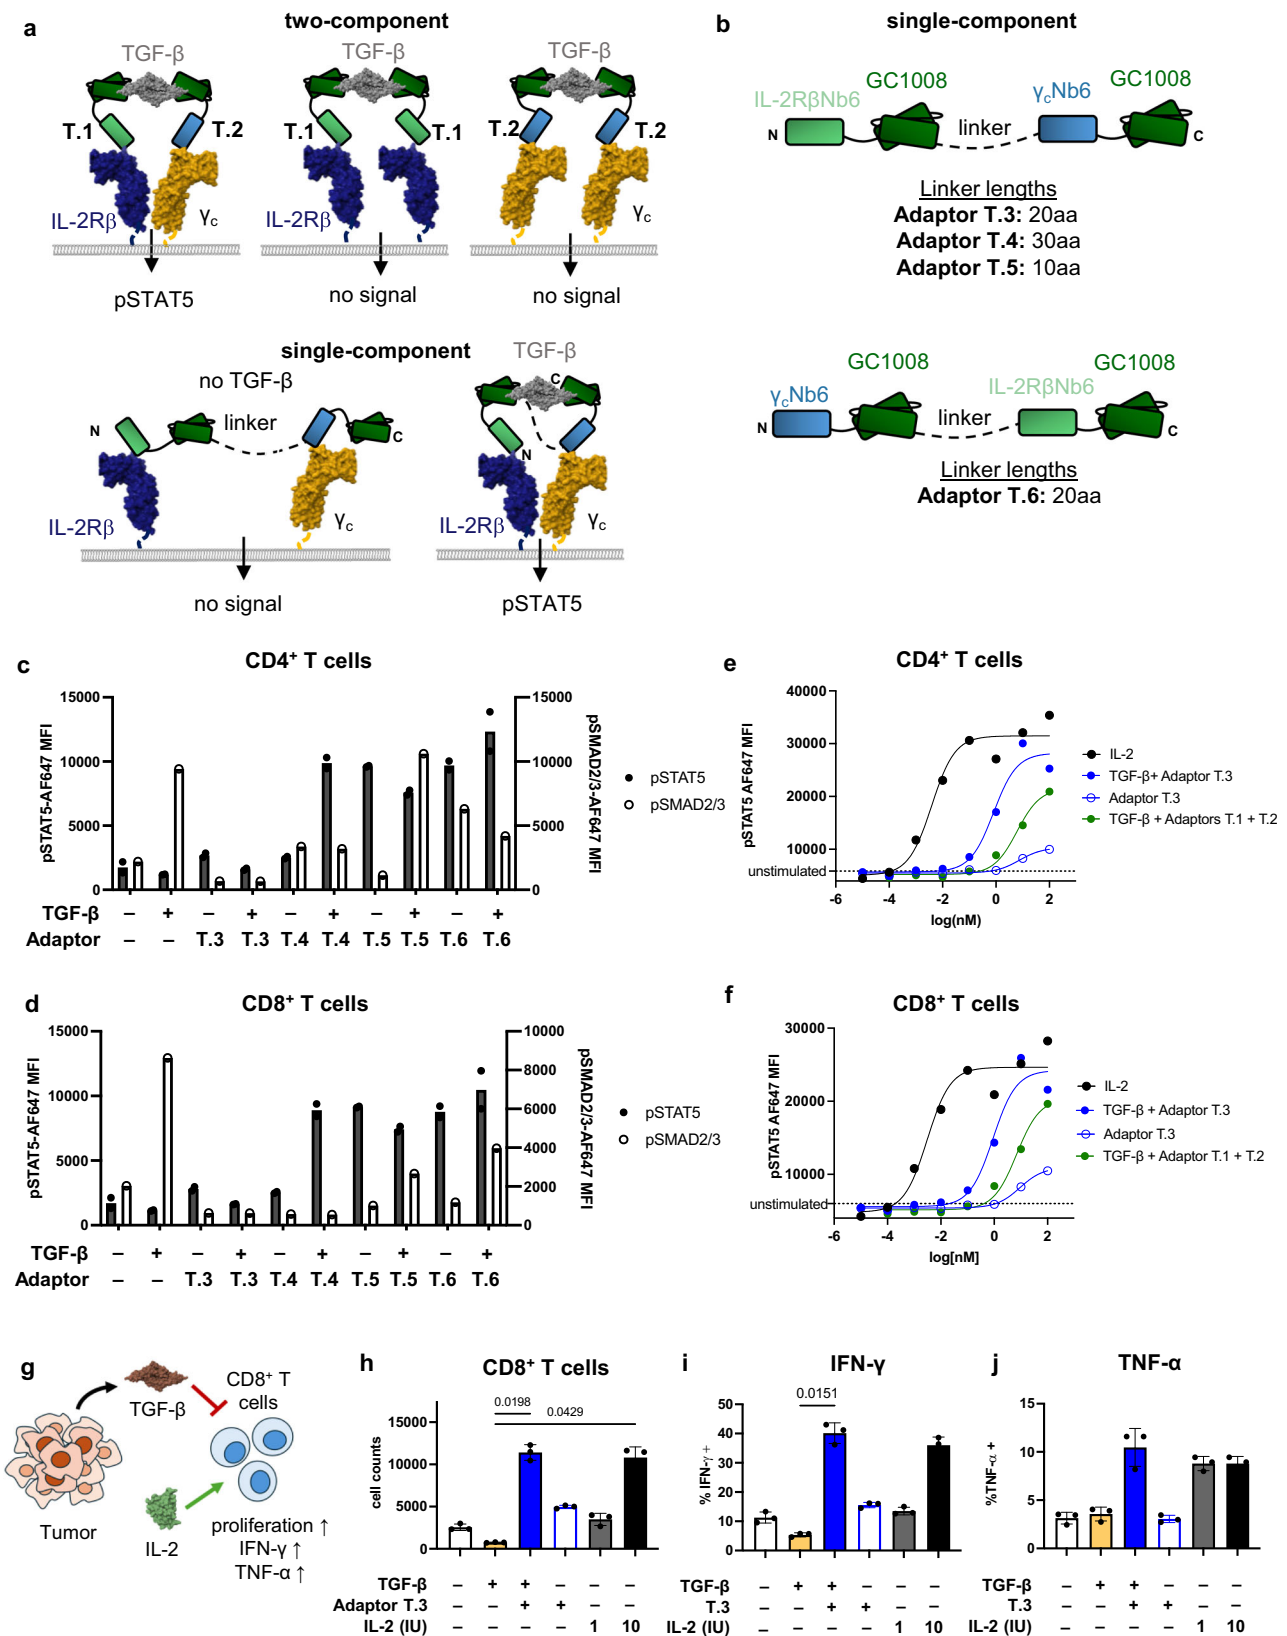 a
two-component
TGF-β
TGF-β
TGF-β
T.1
T.2
T.1
T.1
T.2
T.2
IL-2Rβ
γc
IL-2Rβ
γc
pSTAT5
no signal
no signal
single-component
TGF-β
no TGF-β
linker
N
C
C
N
IL-2Rβ
γc
IL-2Rβ
γc
no signal
pSTAT5
b
single-component
GC1008
γcNb6
GC1008
IL-2RβNb6
linker
N
C
Linker lengths
Adaptor T.3: 20aa
Adaptor T.4: 30aa
Adaptor T.5: 10aa
GC1008
GC1008
γcNb6
IL-2RβNb6
linker
N
C
Linker lengths
Adaptor T.6: 20aa
c
CD4+ T cells
pSTAT5-AF647 MFI
15000
10000
5000
0
15000
10000
5000
0
pSMAD2/3-AF647 MFI
pSTAT5
pSMAD2/3
TGF-β – + – + – + – + – +
Adaptor – – T.3 T.3 T.4 T.4 T.5 T.5 T.6 T.6
d
CD8+ T cells
pSTAT5-AF647 MFI
15000
10000
5000
0
10000
8000
6000
4000
2000
0
pSMAD2/3-AF647 MFI
pSTAT5
pSMAD2/3
TGF-β – + – + – + – + – +
Adaptor – – T.3 T.3 T.4 T.4 T.5 T.5 T.6 T.6
e
CD4+ T cells
pSTAT5 AF647 MFI
40000
30000
20000
10000
unstimulated
-6 -4 -2 0 2
log(nM)
IL-2
TGF-β+ Adaptor T.3
Adaptor T.3
TGF-β + Adaptors T.1 + T.2
f
CD8+ T cells
pSTAT5 AF647 MFI
30000
20000
10000
unstimulated
-6 -4 -2 0 2
log[nM]
IL-2
TGF-β + Adaptor T.3
Adaptor T.3
TGF-β + Adaptor T.1 + T.2
g
TGF-β
CD8+ T
cells
Tumor
IL-2
proliferation ↑
IFN-γ ↑
TNF-α ↑
h
CD8+ T cells
cell counts
15000
10000
5000
0
0.0198
0.0429
TGF-β – + + – – –
Adaptor T.3 – – + + – –
IL-2 (IU) – – – – 1 10
i
IFN-γ
% IFN-γ +
50
40
30
20
10
0
0.0151
TGF-β – + + – – –
T.3 – – + + – –
IL-2 (IU) – – – – 1 10
j
TNF-α
%TNF-α +
15
10
5
0
TGF-β – + + – – –
T.3 – – + + – –
IL-2 (IU) – – – – 1 10